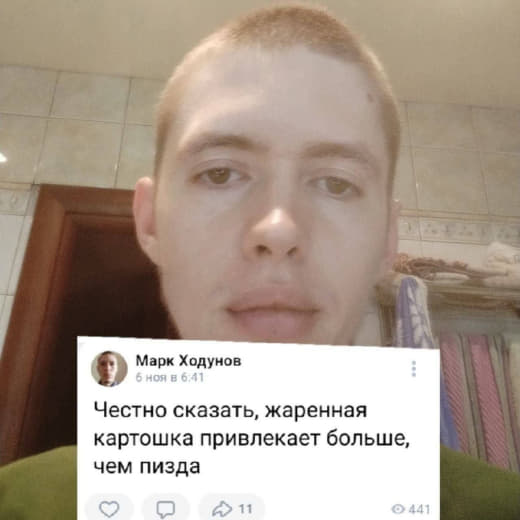 Марк Ходунов
6 ноя в 6:41
Честно сказать, жаренная
картошка привлекает больше,
чем пизда
11
441